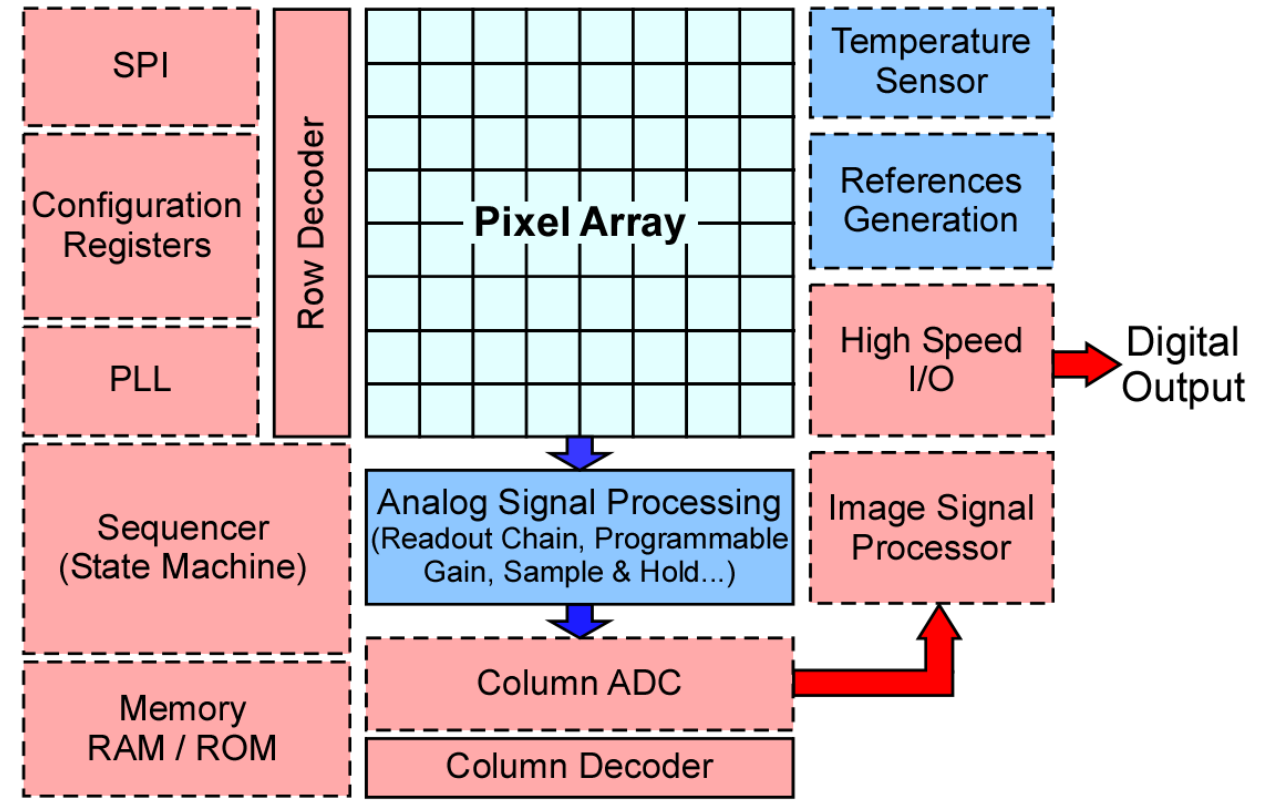 SPI
Configuration
Registers
PLL
Sequencer
(State Machine)
Memory
RAM / ROM
Row Decoder
Pixel Array
Analog Signal Processing
(Readout Chain, Programmable
Gain, Sample & Hold...)
Column ADC
Column Decoder
Temperature
Sensor
References
Generation
High Speed
I/O
Image Signal
Processor
Digital
Output